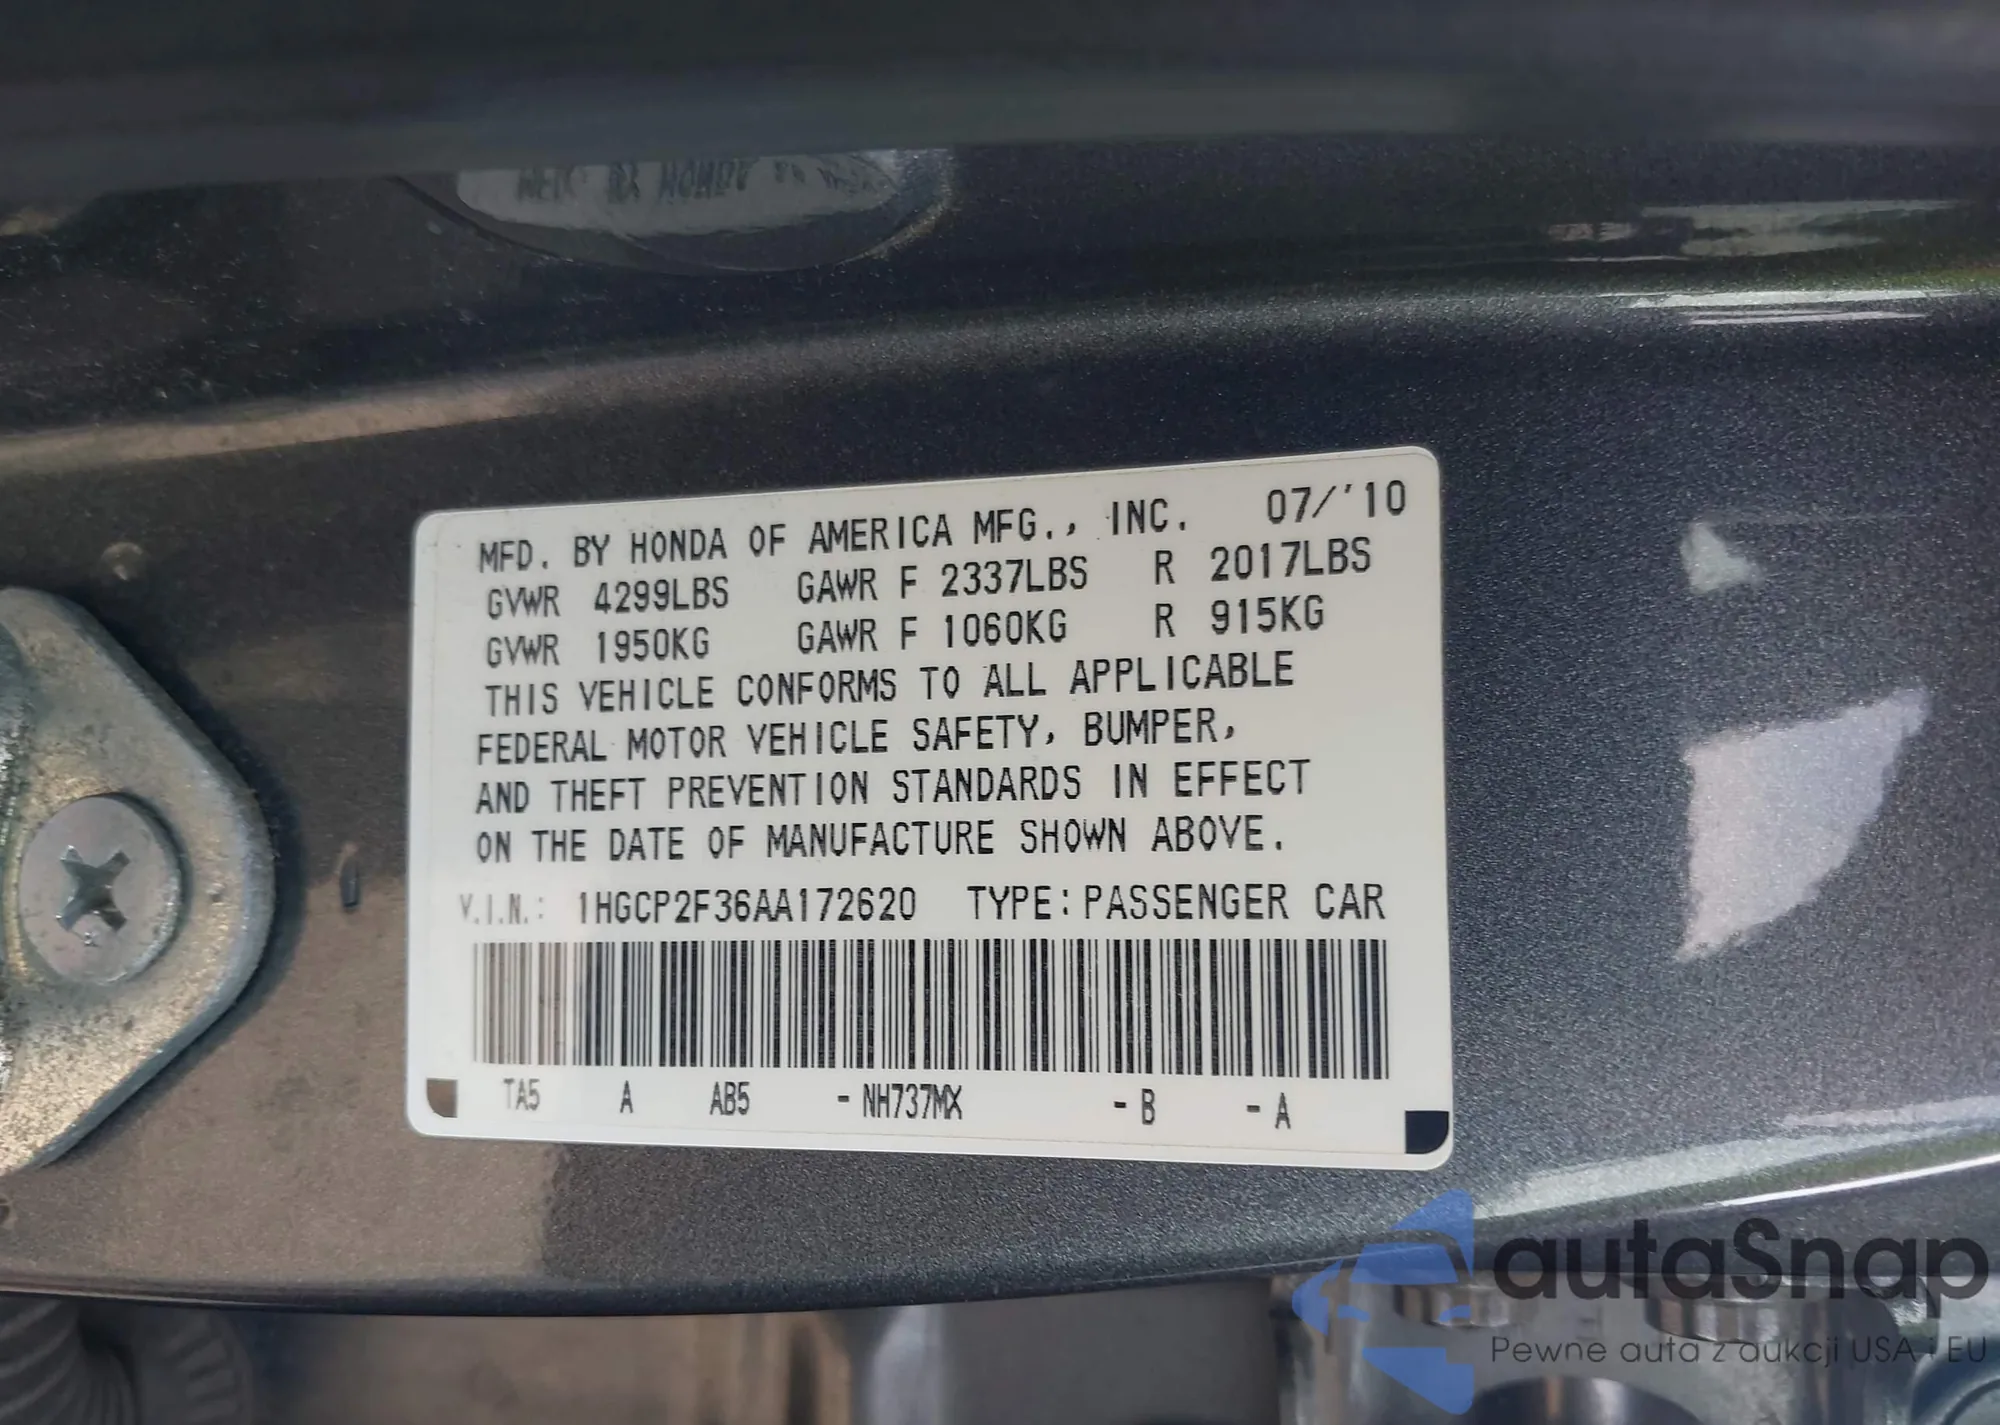 MFD. BY HONDA OF AMERICA MFG., INC. 07/'10
GVWR 4299LBS GAWR F 2337LBS R 2017LBS
GVWR 1950KG GAWR F 1060KG R 915KG
THIS VEHICLE CONFORMS TO ALL APPLICABLE
FEDERAL MOTOR VEHICLE SAFETY, BUMPER,
AND THEFT PREVENTION STANDARDS IN EFFECT
ON THE DATE OF MANUFACTURE SHOWN ABOVE.
V.I.N.: 1HGCP2F36AA172620 TYPE: PASSENGER CAR
TA5 A AB5 - NH737MX - B - A
autaSnap
Pewne auta z aukcji USA i EU